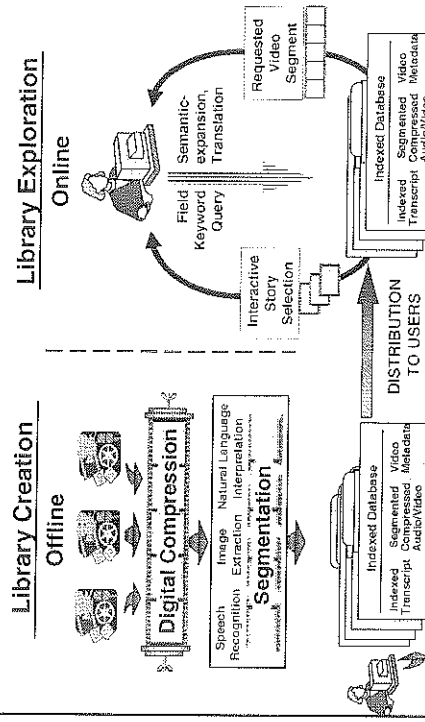 Library Creation
Offline
Digital Compression
Speech Image Natural Language
Recognition Extraction Interpretation
Segmentation
Indexed Database
Indexed Segmented Video
Transcript Compressed Metadata
Audio/Video
DISTRIBUTION
TO USERS
Library Exploration
Online
Field Semantic-
Keyword expansion,
Query Translation
Interactive
Story
Selection
Requested
Video
Segment
Indexed Database
Indexed Segmented Video
Transcript Compressed Metadata
Audio/Video